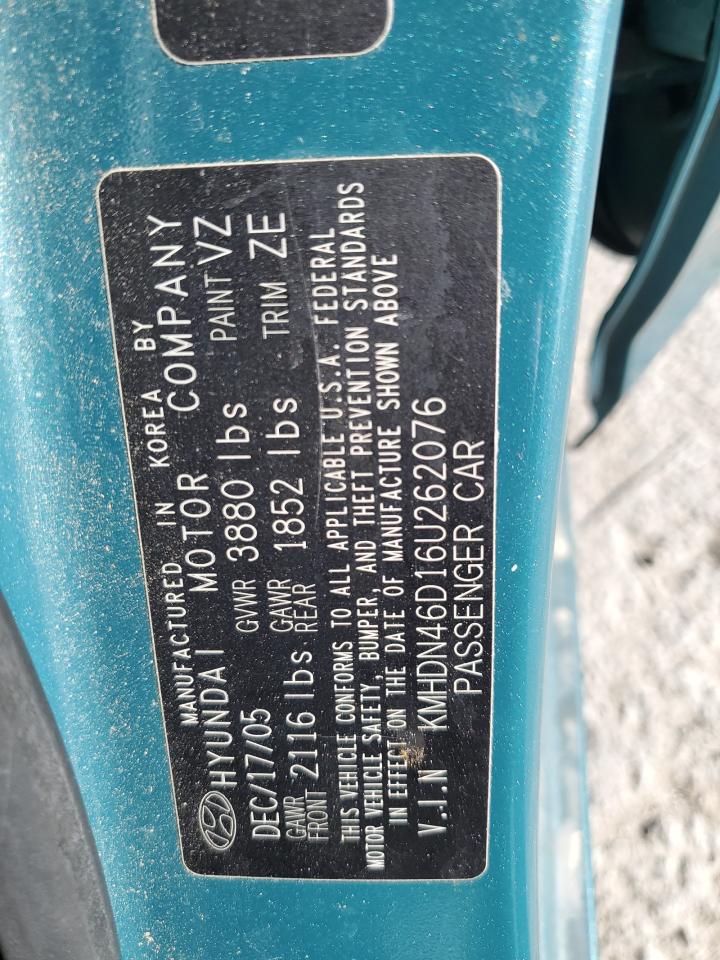 MANUFACTURED IN KOREA BY
HYUNDAI MOTOR COMPANY
DEC/17/05 GVWR 3880 lbs PAINT VZ
GAWR FRONT 2116 lbs GAWR REAR 1852 lbs TRIM ZE
THIS VEHICLE CONFORMS TO ALL APPLICABLE U.S.A. FEDERAL
MOTOR VEHICLE SAFETY, BUMPER, AND THEFT PREVENTION STANDARDS
IN EFFECT ON THE DATE OF MANUFACTURE SHOWN ABOVE
V.I.N KMHDN46D16U262076
PASSENGER CAR